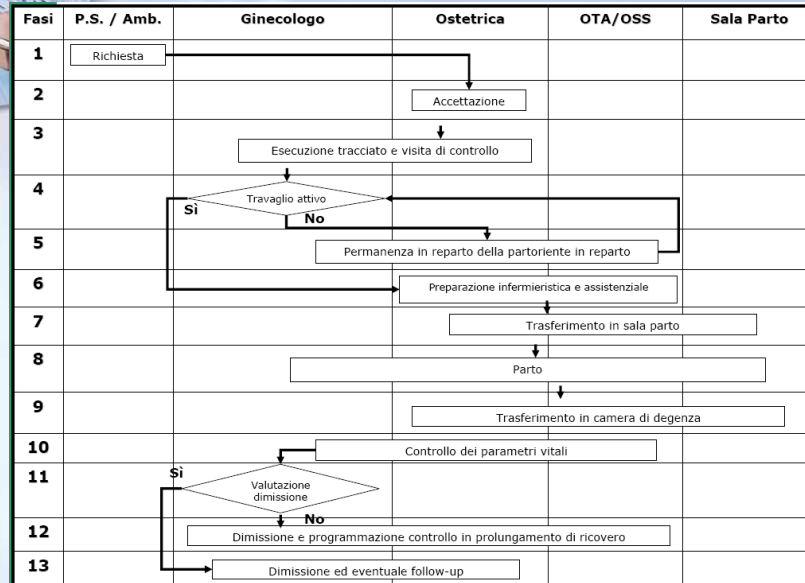 Fasi P.S. / Amb. Ginecologo Ostetrica OTA/OSS Sala Parto
1 Richiesta
2 Accettazione
3 Esecuzione tracciato e visita di controllo
4 Travaglio attivo
Sì No
5 Permanenza in reparto della partoriente in reparto
6 Preparazione infermieristica e assistenziale
7 Trasferimento in sala parto
8 Parto
9 Trasferimento in camera di degenza
10 Controllo dei parametri vitali
Sì
11 Valutazione
dimissione
No
12 Dimissione e programmazione controllo in prolungamento di ricovero
13 Dimissione ed eventuale follow-up